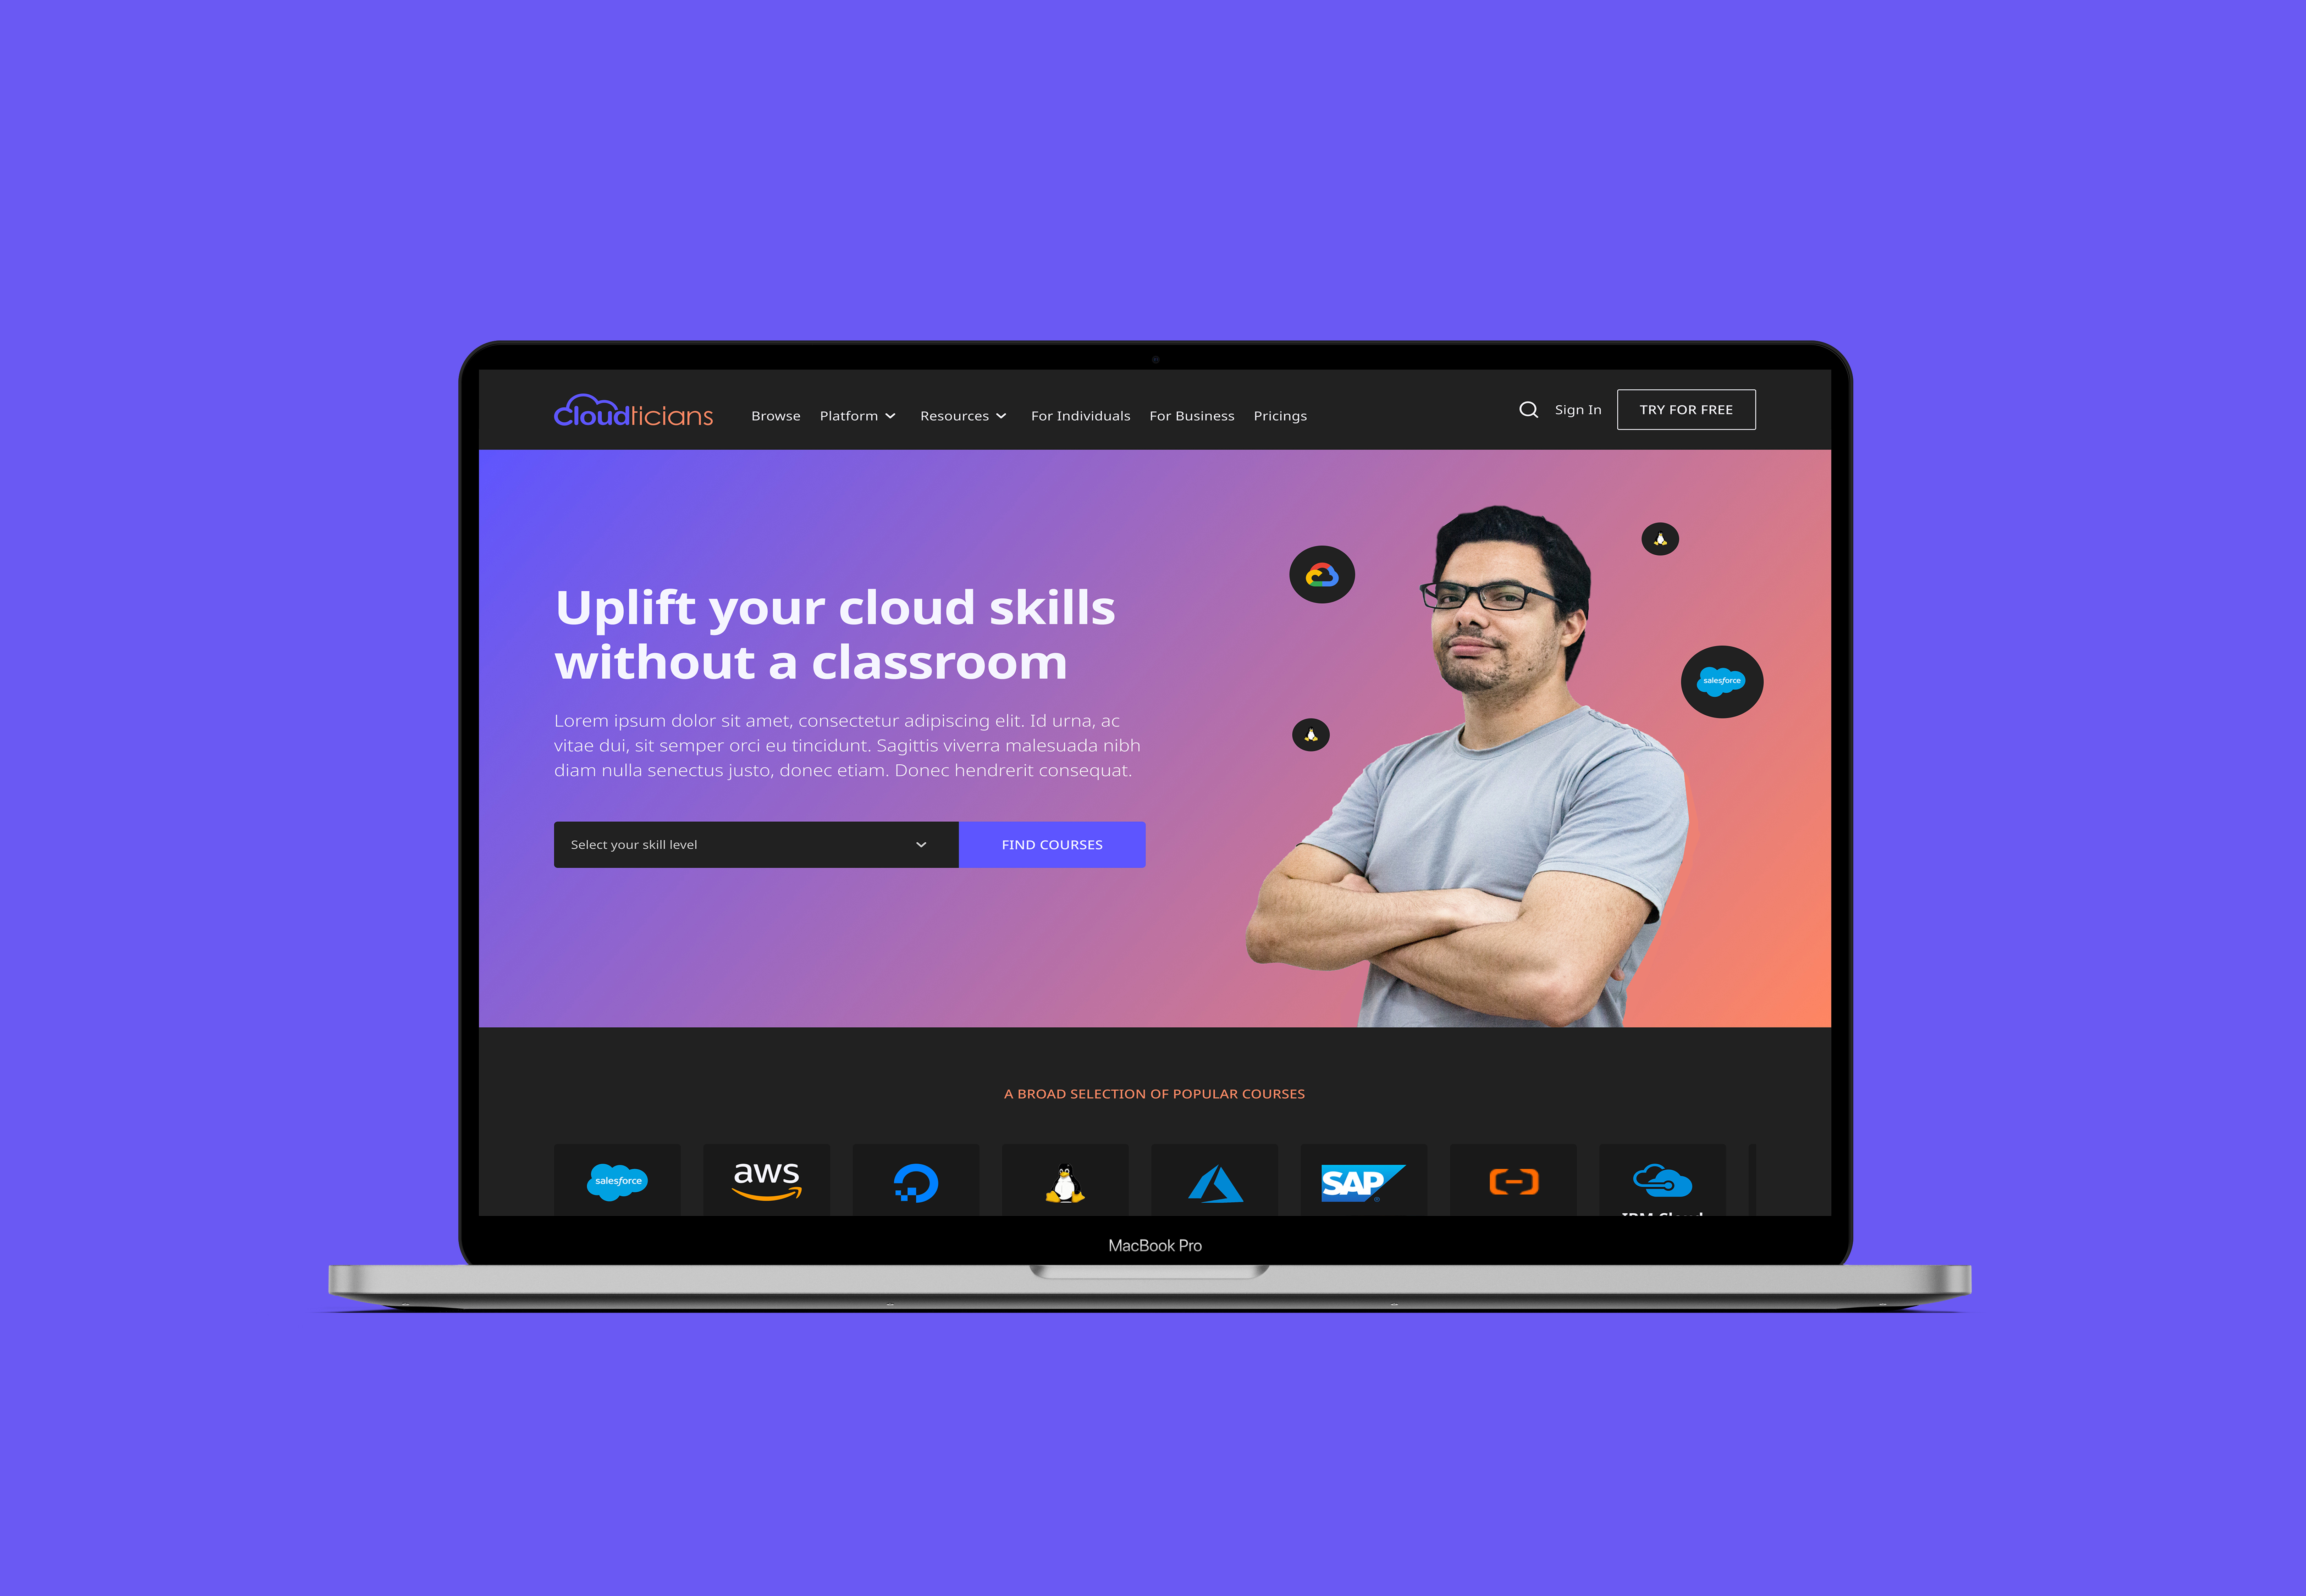 cloudticians
Browse Platform Resources For Individuals For Business Pricings
Sign In TRY FOR FREE
Uplift your cloud skills
without a classroom
Lorem ipsum dolor sit amet, consectetur adipiscing elit. Id urna, ac
vitae dui, sit semper orci eu tincidunt. Sagittis viverra malesuada nibh
diam nulla senectus justo, donec etiam. Donec hendrerit consequat.
Select your skill level FIND COURSES
salesforce
A BROAD SELECTION OF POPULAR COURSES
salesforce aws SAP
IBM Cloud
MacBook Pro